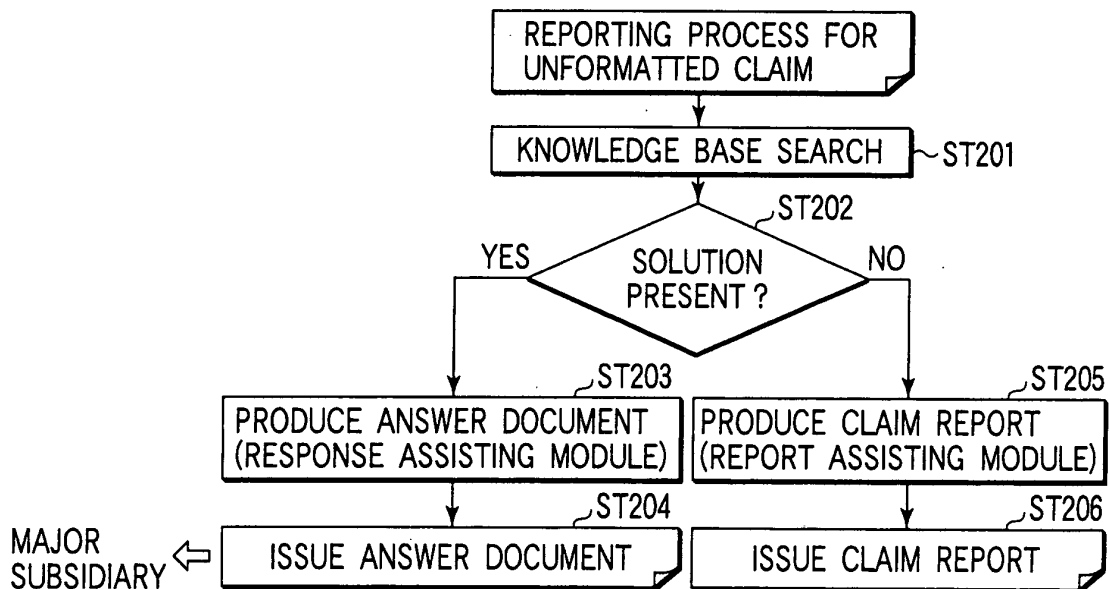 REPORTING PROCESS FOR
UNFORMATTED CLAIM
KNOWLEDGE BASE SEARCH
ST201
ST202
YES
SOLUTION
PRESENT ?
NO
ST203
PRODUCE ANSWER DOCUMENT
(RESPONSE ASSISTING MODULE)
ST205
PRODUCE CLAIM REPORT
(REPORT ASSISTING MODULE)
ST204
ISSUE ANSWER DOCUMENT
MAJOR
SUBSIDIARY
ST206
ISSUE CLAIM REPORT